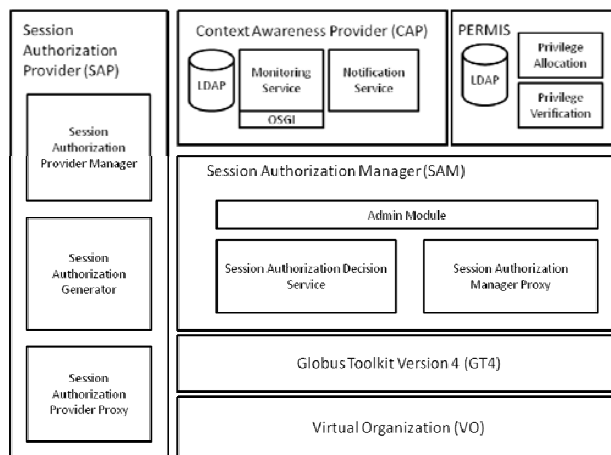 Session
Authorization
Provider (SAP)
Session
Authorization
Provider Manager
Session
Authorization
Generator
Session
Authorization
Provider Proxy
Context Awareness Provider (CAP)
LDAP
Monitoring
Service
OSGI
Notification
Service
PERMIS
LDAP
Privilege
Allocation
Privilege
Verification
Session Authorization Manager (SAM)
Admin Module
Session Authorization Decision
Service
Session Authorization
Manager Proxy
Globus Toolkit Version 4 (GT4)
Virtual Organization (VO)